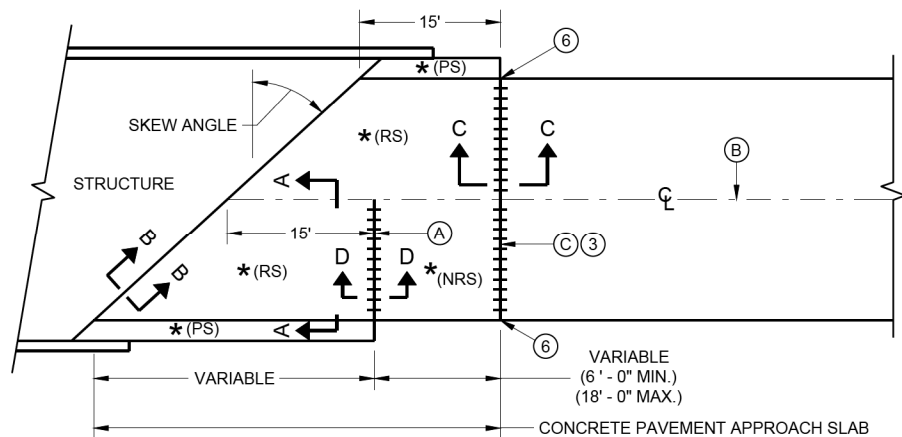 15'
6
*(PS)
SKEW ANGLE
*(RS)
C C
B
STRUCTURE
A
℄
15'
A
B
B
D D
*(RS)
*(NRS)
C 3
*(PS)
A
6
VARIABLE
VARIABLE
(6 ' - 0" MIN.)
(18' - 0" MAX.)
CONCRETE PAVEMENT APPROACH SLAB